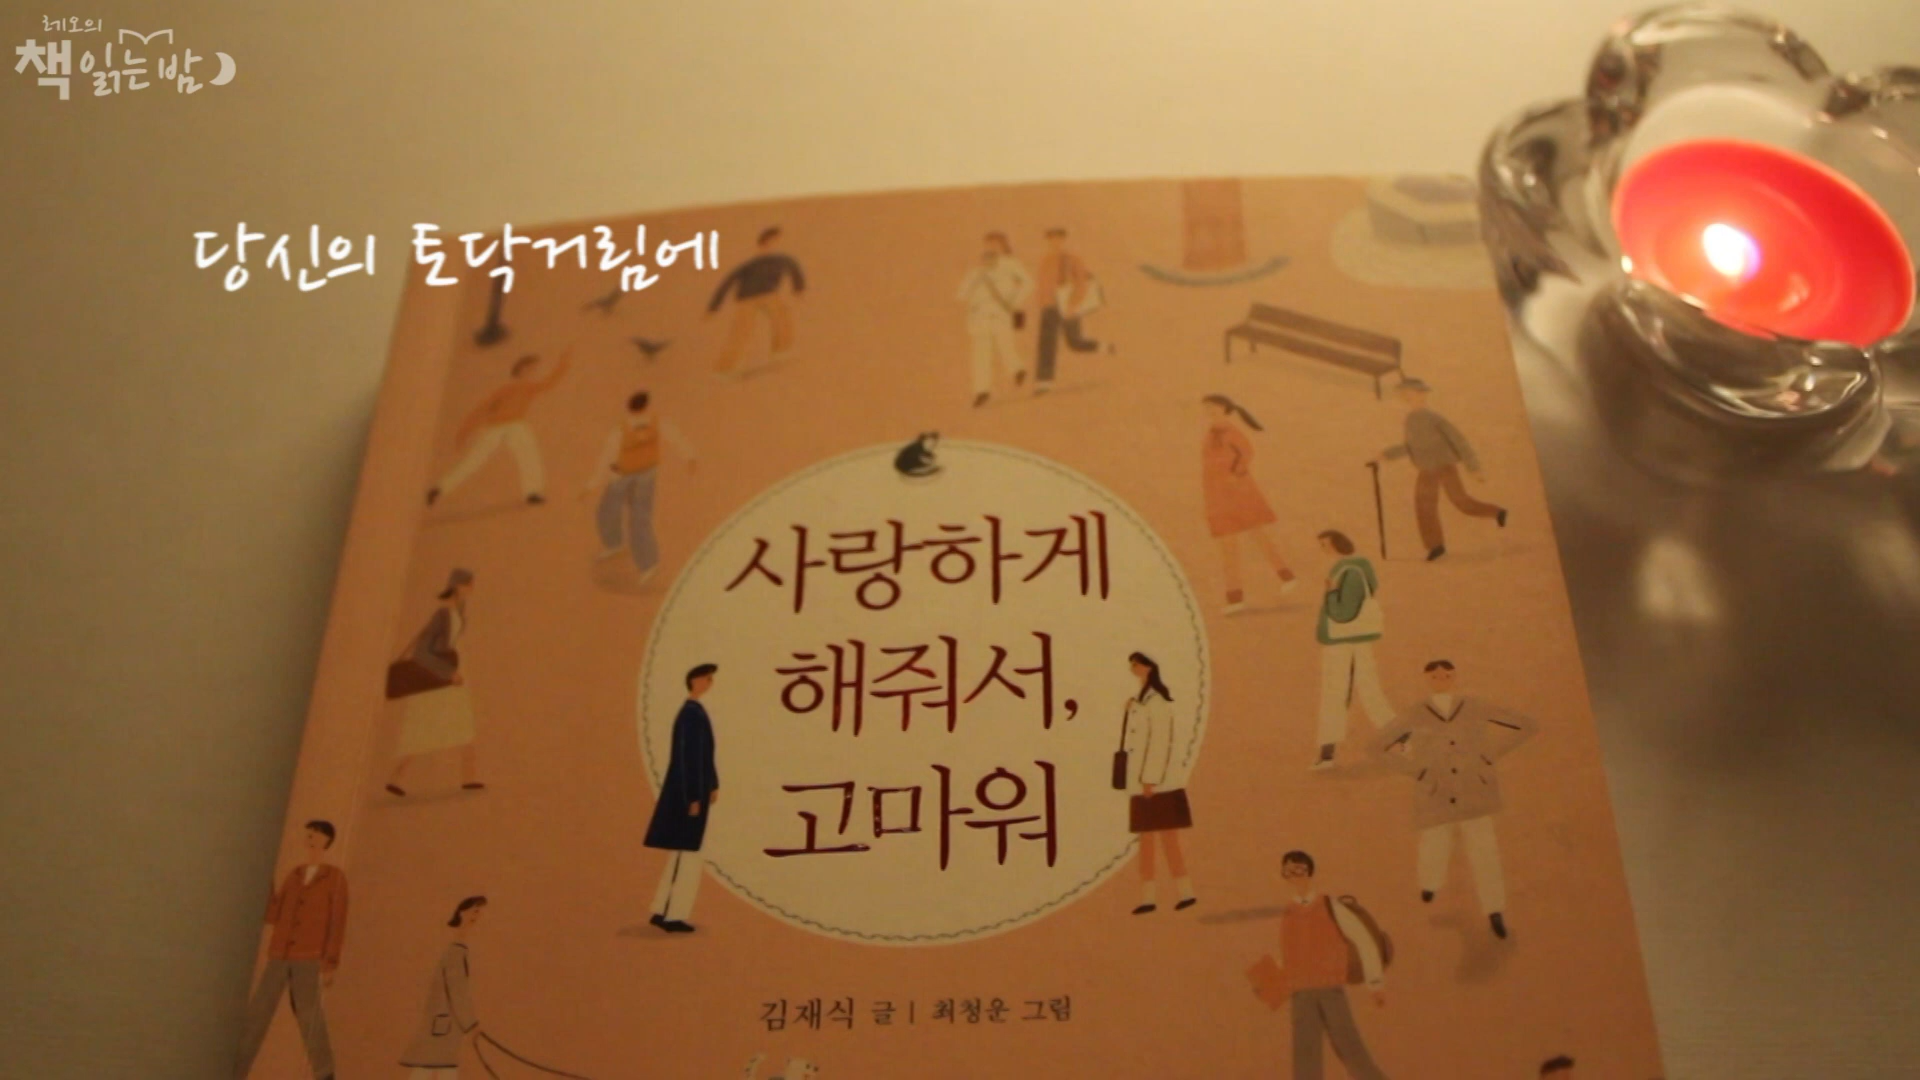 레오의
책 읽는 밤
당신의 토닥거림에
사랑하게
해줘서,
고마워
김재식 글 | 최청운 그림